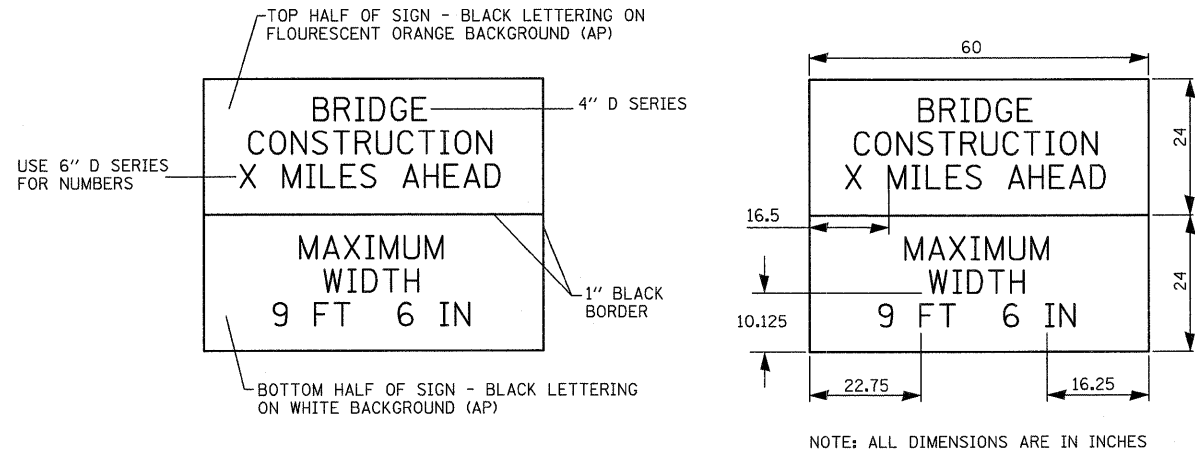 TOP HALF OF SIGN - BLACK LETTERING ON
FLOURESCENT ORANGE BACKGROUND (AP)
BRIDGE
CONSTRUCTION
X MILES AHEAD
4" D SERIES
USE 6" D SERIES
FOR NUMBERS
MAXIMUM
WIDTH
9 FT 6 IN
1" BLACK
BORDER
BOTTOM HALF OF SIGN - BLACK LETTERING
ON WHITE BACKGROUND (AP)
60
BRIDGE
CONSTRUCTION
X MILES AHEAD
24
16.5
MAXIMUM
WIDTH
9 FT 6 IN
24
10.125
22.75
16.25
NOTE: ALL DIMENSIONS ARE IN INCHES